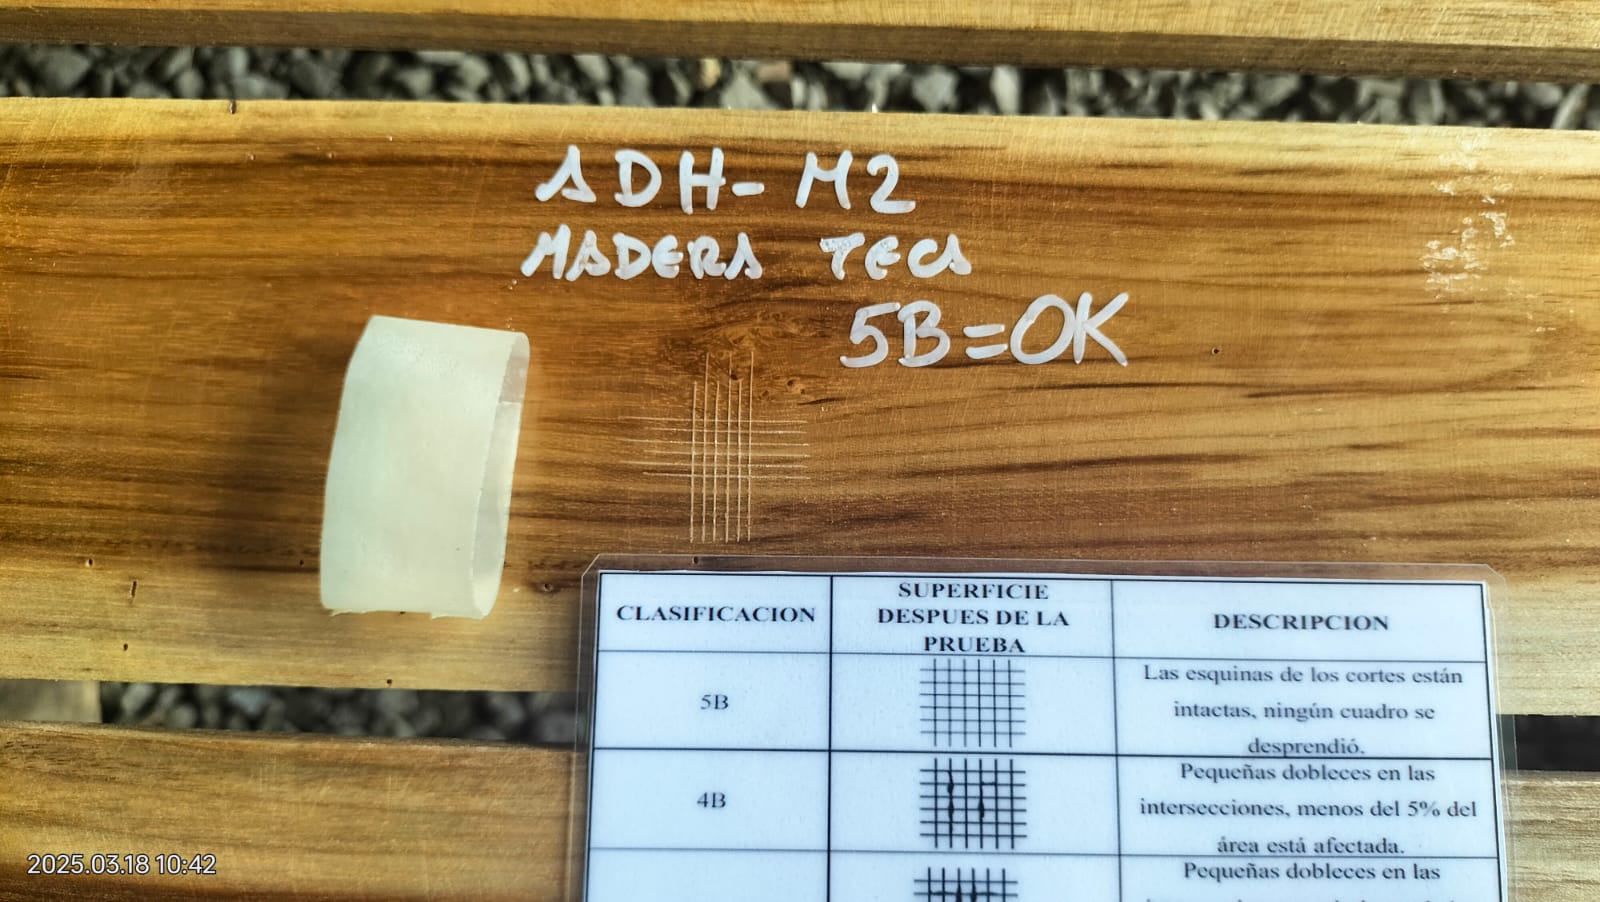 ADH-M2
MADERA TECA
5B=OK
CLASIFICACION
SUPERFICIE
DESPUES DE LA
PRUEBA
DESCRIPCION
5B
Las esquinas de los cortes están
intactas, ningún cuadro se
desprendió.
4B
Pequeñas dobleces en las
intersecciones, menos del 5% del
área está afectada.
Pequeñas dobleces en las
2025.03.18 10:42